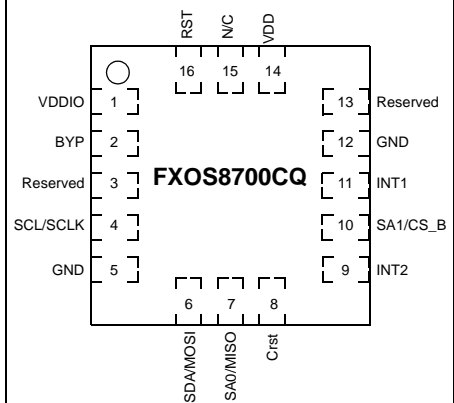 RST
N/C
VDD
16
15
14
VDDIO 1
13 Reserved
BYP 2
12 GND
Reserved 3
FXOS8700CQ
11 INT1
SCL/SCLK 4
10 SA1/CS_B
GND 5
9 INT2
6
7
8
SDA/MOSI
SA0/MISO
Crst